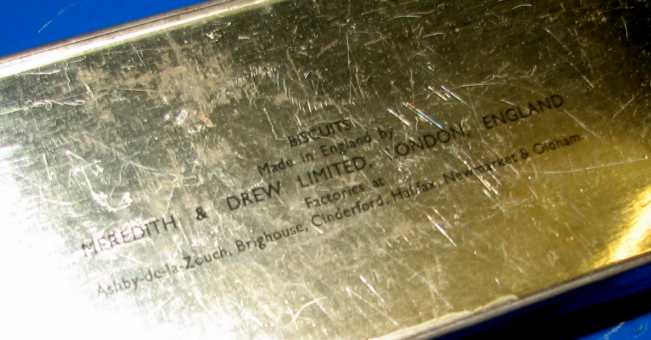 BISCUITS
Made in England by
MEREDITH & DREW LIMITED, LONDON, ENGLAND
Factories at
Ashby-de-la-Zouch, Brighouse, Cinderford, Halifax, Newmarket & Oldham